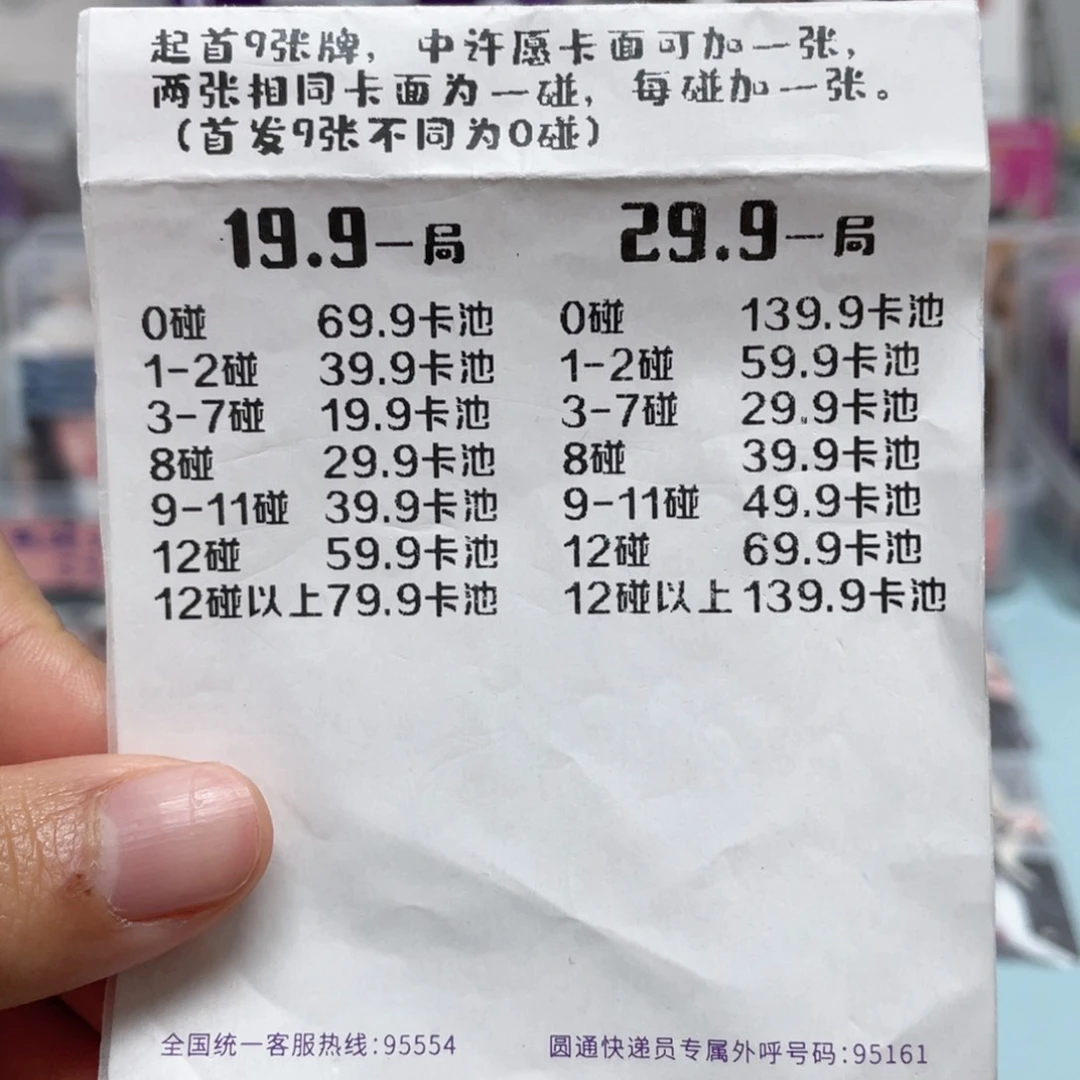 起首9张牌，中许愿卡面可加一张，
两张相同卡面为一碰，每碰加一张。
（首发9张不同为0碰）
19.9一局
0碰 69.9卡池
1-2碰 39.9卡池
3-7碰 19.9卡池
8碰 29.9卡池
9-11碰 39.9卡池
12碰 59.9卡池
12碰以上79.9卡池
29.9一局
0碰 139.9卡池
1-2碰 59.9卡池
3-7碰 29.9卡池
8碰 39.9卡池
9-11碰 49.9卡池
12碰 69.9卡池
12碰以上 139.9卡池
全国统一客服热线:95554
圆通快递员专属外呼号码:95161